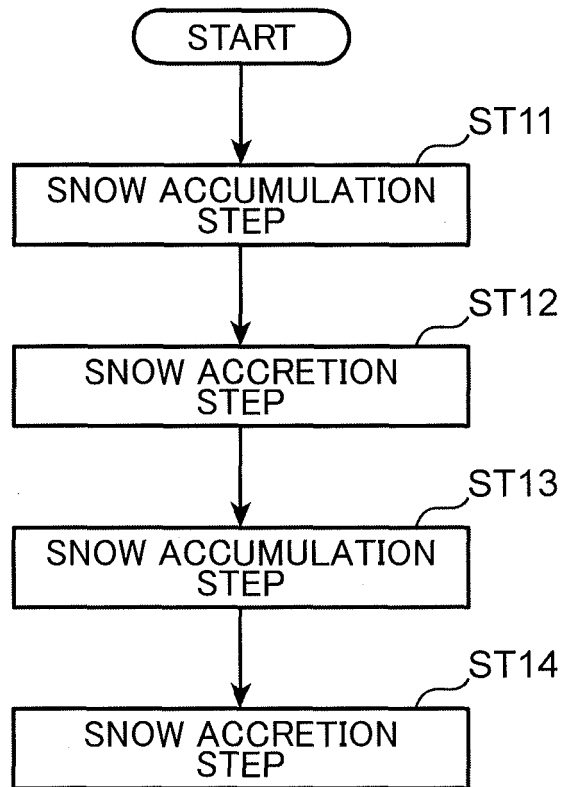 START
ST11
SNOW ACCUMULATION
STEP
ST12
SNOW ACCRETION
STEP
ST13
SNOW ACCUMULATION
STEP
ST14
SNOW ACCRETION
STEP